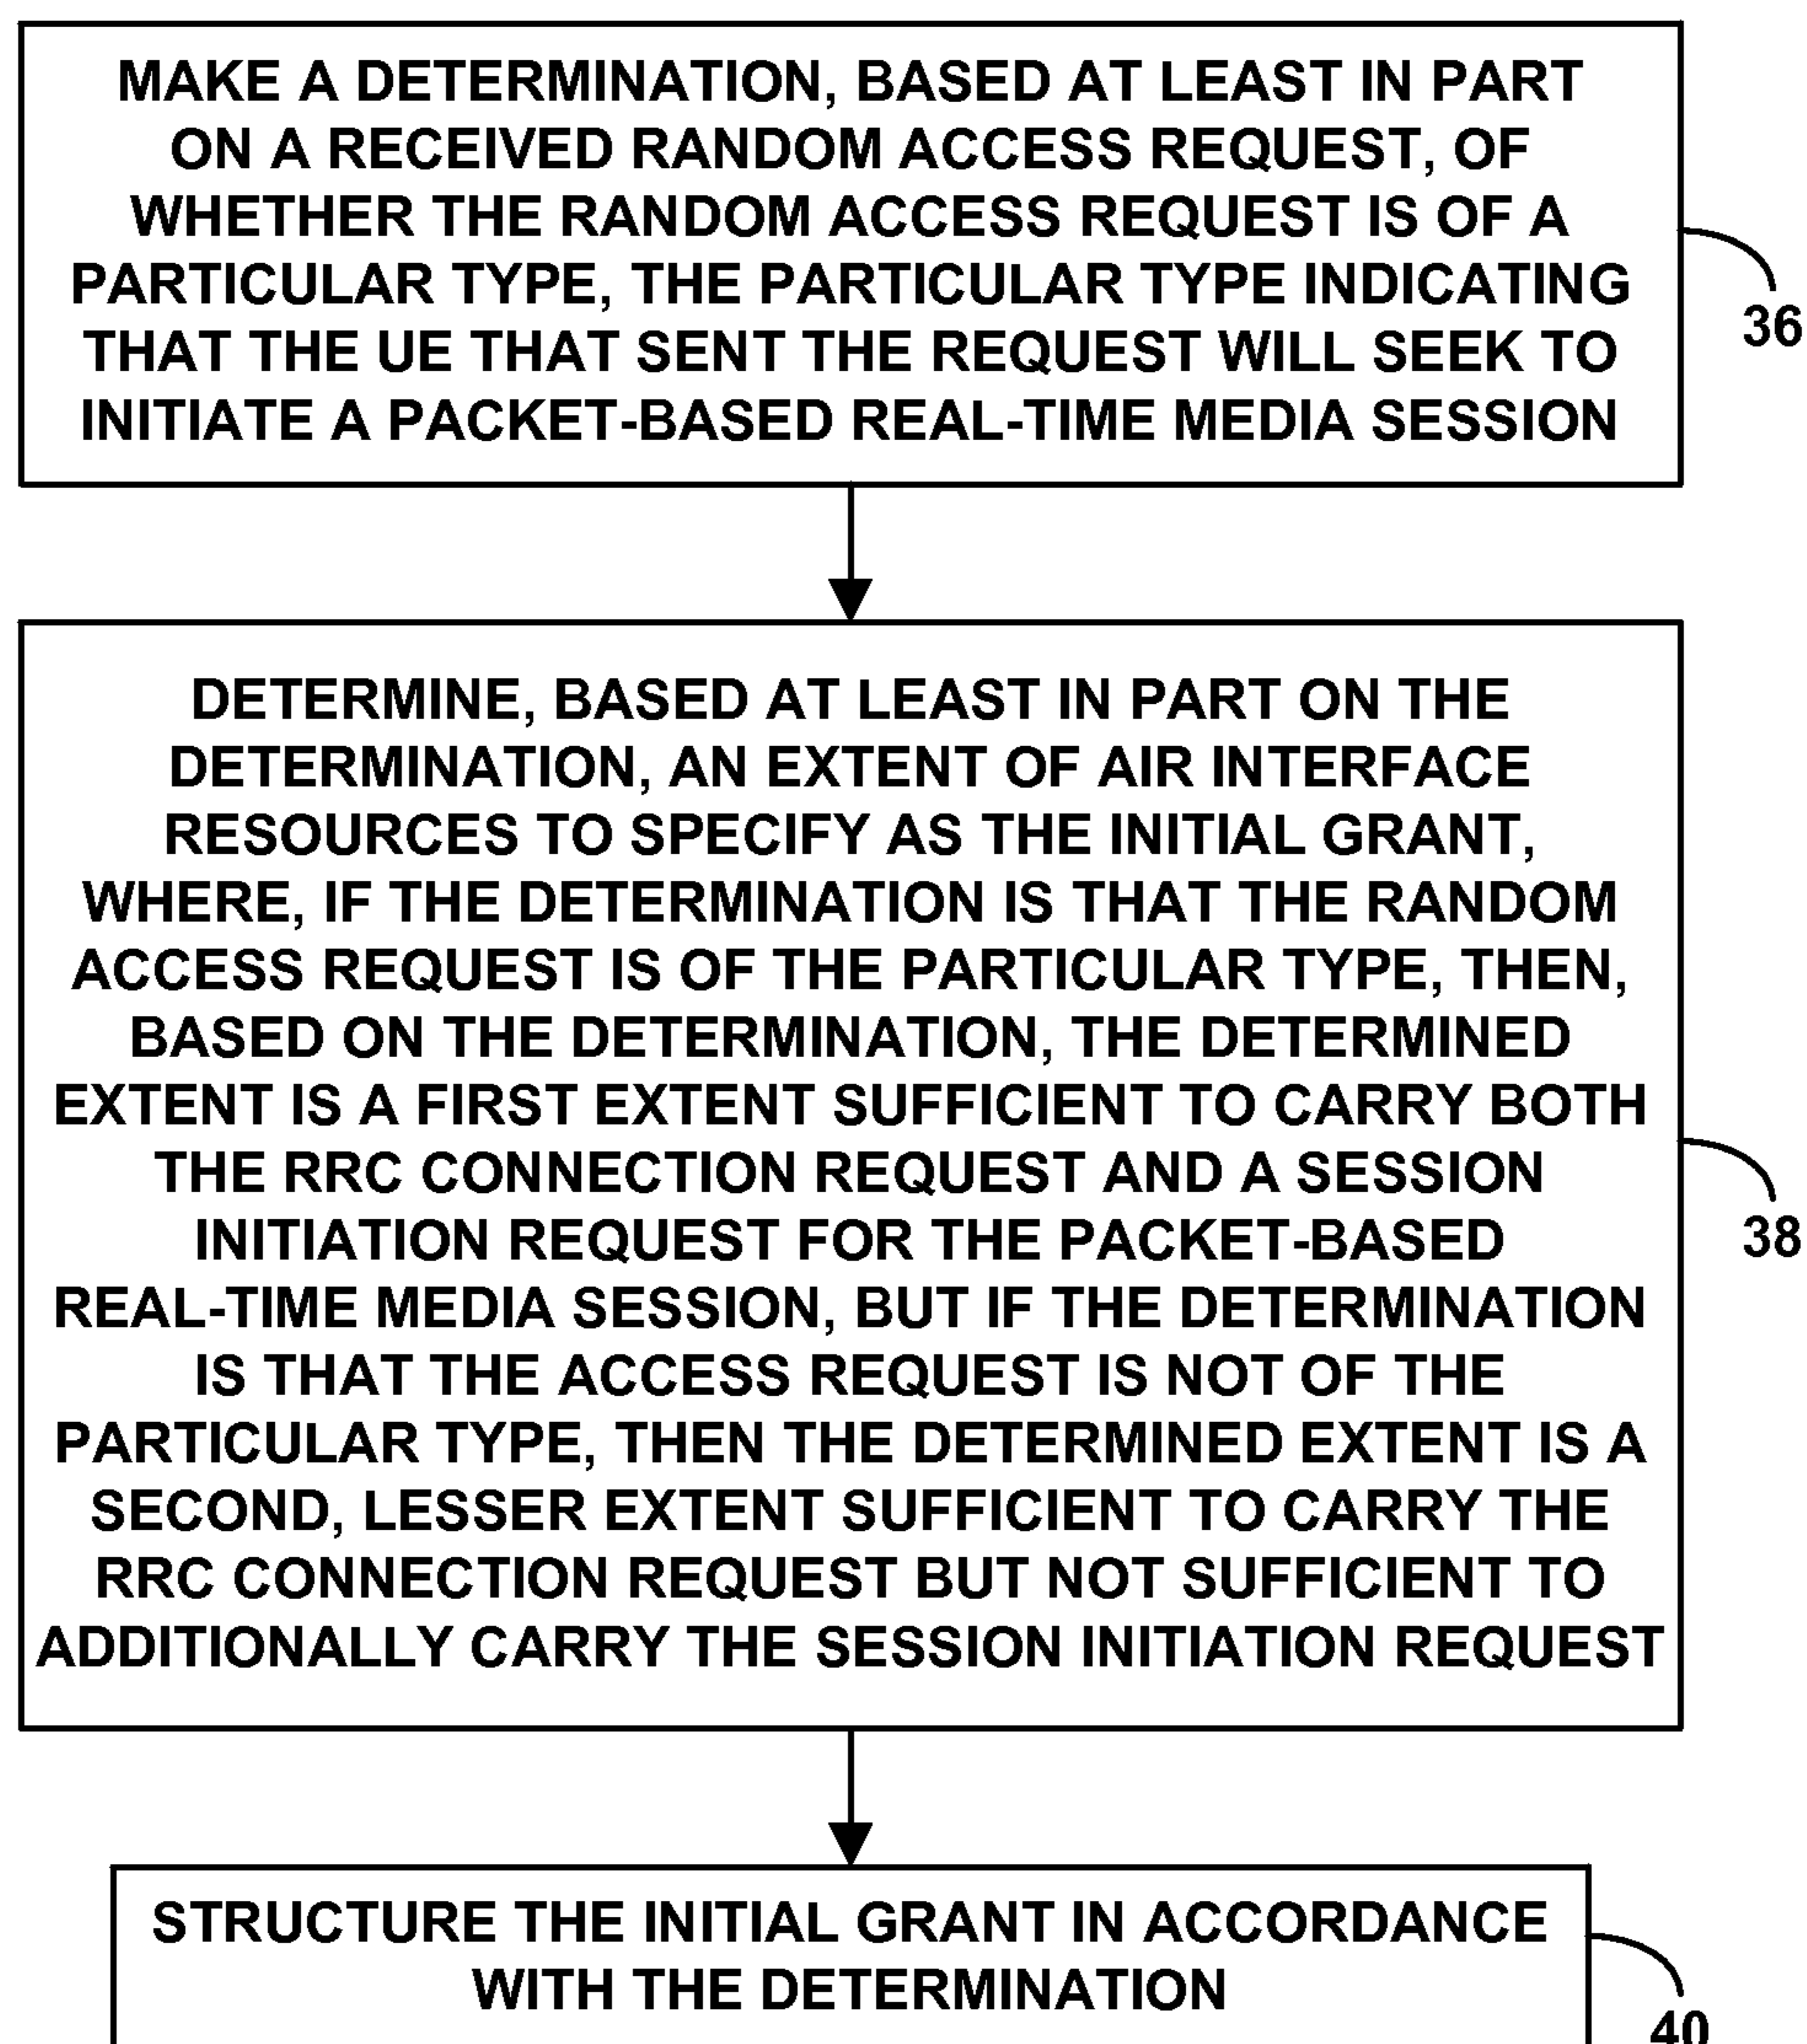 MAKE A DETERMINATION, BASED AT LEAST IN PART
ON A RECEIVED RANDOM ACCESS REQUEST, OF
WHETHER THE RANDOM ACCESS REQUEST IS OF A
PARTICULAR TYPE, THE PARTICULAR TYPE INDICATING
THAT THE UE THAT SENT THE REQUEST WILL SEEK TO
INITIATE A PACKET-BASED REAL-TIME MEDIA SESSION
36
DETERMINE, BASED AT LEAST IN PART ON THE
DETERMINATION, AN EXTENT OF AIR INTERFACE
RESOURCES TO SPECIFY AS THE INITIAL GRANT,
WHERE, IF THE DETERMINATION IS THAT THE RANDOM
ACCESS REQUEST IS OF THE PARTICULAR TYPE, THEN,
BASED ON THE DETERMINATION, THE DETERMINED
EXTENT IS A FIRST EXTENT SUFFICIENT TO CARRY BOTH
THE RRC CONNECTION REQUEST AND A SESSION
INITIATION REQUEST FOR THE PACKET-BASED
REAL-TIME MEDIA SESSION, BUT IF THE DETERMINATION
IS THAT THE ACCESS REQUEST IS NOT OF THE
PARTICULAR TYPE, THEN THE DETERMINED EXTENT IS A
SECOND, LESSER EXTENT SUFFICIENT TO CARRY THE
RRC CONNECTION REQUEST BUT NOT SUFFICIENT TO
ADDITIONALLY CARRY THE SESSION INITIATION REQUEST
38
STRUCTURE THE INITIAL GRANT IN ACCORDANCE
WITH THE DETERMINATION
40